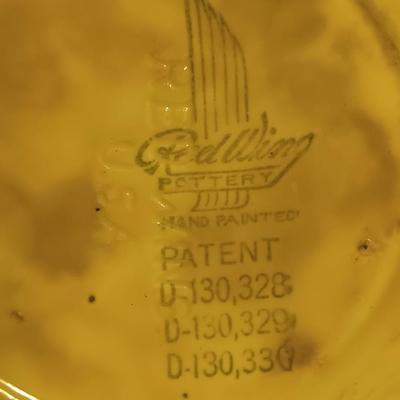 Red Wing
POTTERY
HAND PAINTED
PATENT
D-130,328
D-130,329
D-130,330